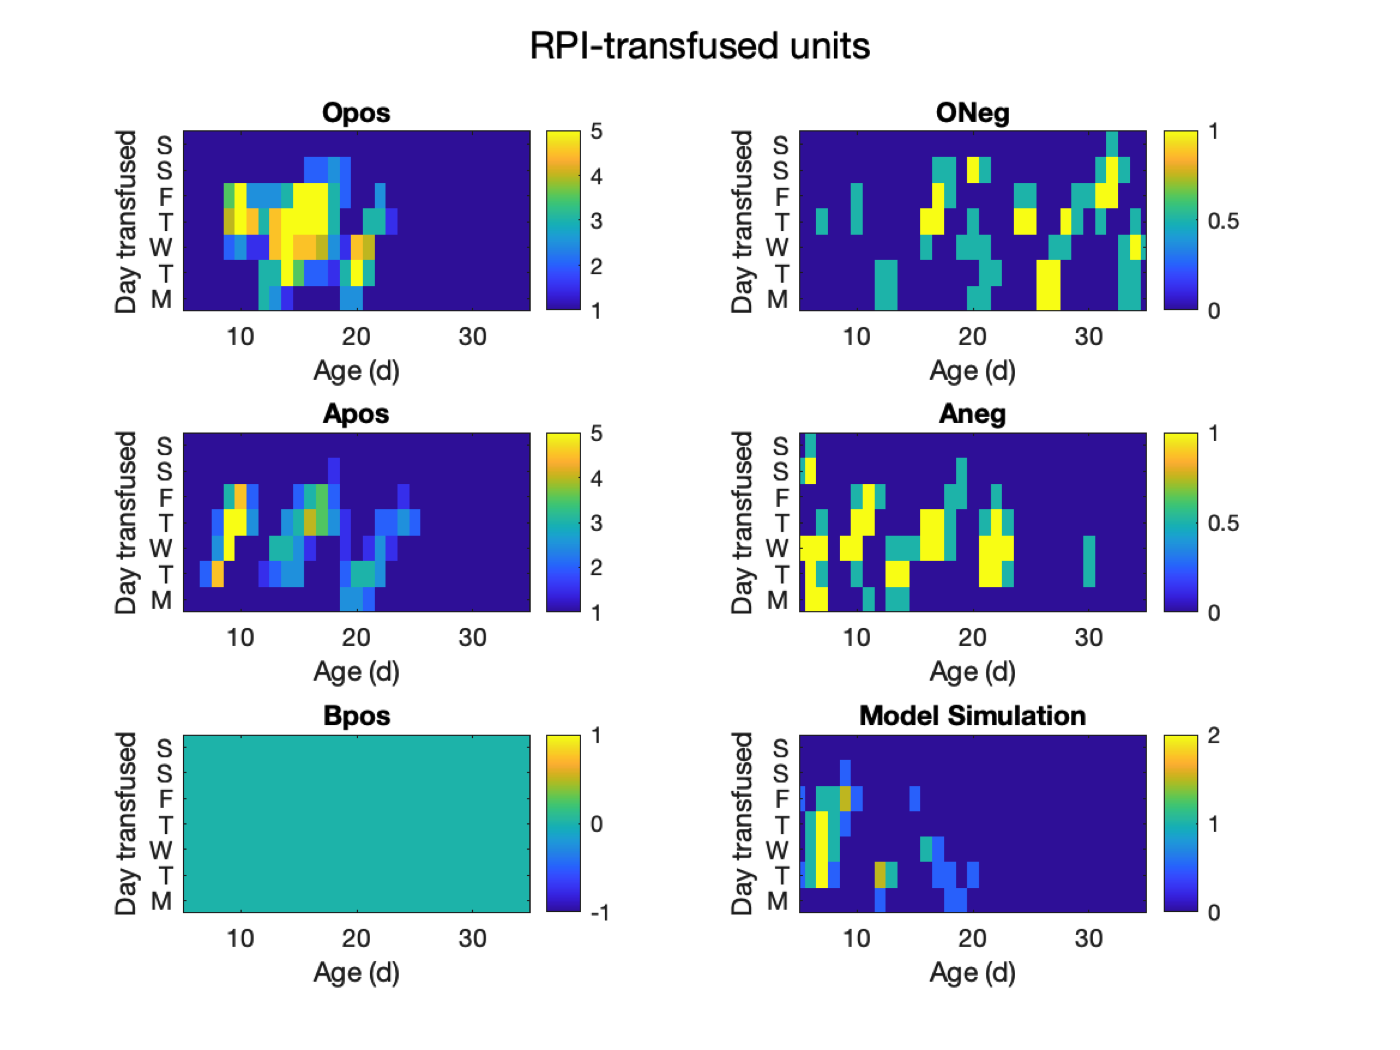 RPI-transfused units
Opos
Day transfused
S
S
F
T
W
T
M
10 20 30
Age (d)
5
4
3
2
1
ONeg
Day transfused
S
S
F
T
W
T
M
10 20 30
Age (d)
1
0.5
0
Apos
Day transfused
S
S
F
T
W
T
M
10 20 30
Age (d)
5
4
3
2
1
Aneg
Day transfused
S
S
F
T
W
T
M
10 20 30
Age (d)
1
0.5
0
Bpos
Day transfused
S
S
F
T
W
T
M
10 20 30
Age (d)
1
0
-1
Model Simulation
Day transfused
S
S
F
T
W
T
M
10 20 30
Age (d)
2
1
0